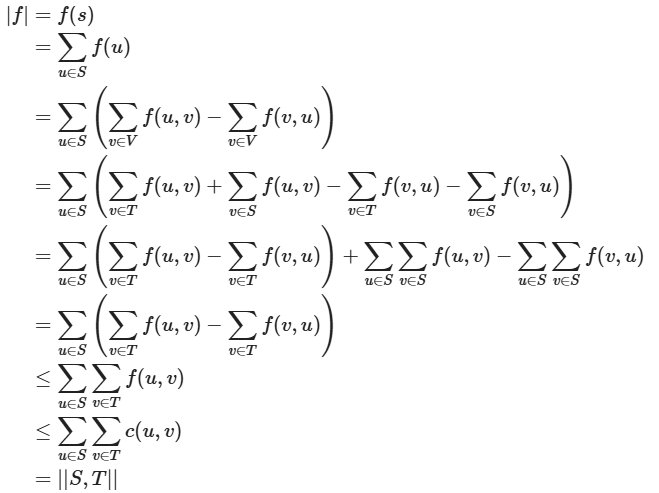 |f| = f(s)
= ∑_{u∈S} f(u)
= ∑_{u∈S} (∑_{v∈V} f(u, v) − ∑_{v∈V} f(v, u))
= ∑_{u∈S} (∑_{v∈T} f(u, v) + ∑_{v∈S} f(u, v) − ∑_{v∈T} f(v, u) − ∑_{v∈S} f(v, u))
= ∑_{u∈S} (∑_{v∈T} f(u, v) − ∑_{v∈T} f(v, u)) + ∑_{u∈S} ∑_{v∈S} f(u, v) − ∑_{u∈S} ∑_{v∈S} f(v, u)
= ∑_{u∈S} (∑_{v∈T} f(u, v) − ∑_{v∈T} f(v, u))
≤ ∑_{u∈S} ∑_{v∈T} f(u, v)
≤ ∑_{u∈S} ∑_{v∈T} c(u, v)
= ||S, T||